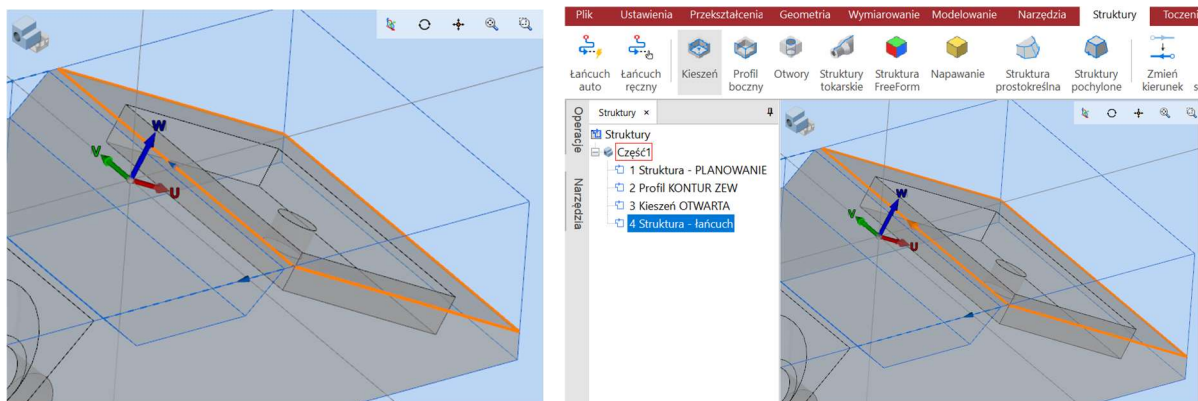 W
V
U
Plik Ustawienia Przekształcenia Geometria Wymiarowanie Modelowanie Narzędzia Struktury Toczeni
Łańcuch auto
Łańcuch ręczny
Kieszeń
Profil boczny
Otwory
Struktury tokarskie
Struktura FreeForm
Napawanie
Struktura prostokreślna
Struktury pochylone
Zmień kierunek
s
Operacje
Narzędzia
Struktury ×
Struktury
Część1
1 Struktura - PLANOWANIE
2 Profil KONTUR ZEW
3 Kieszeń OTWARTA
4 Struktura - łańcuch
W
V
U